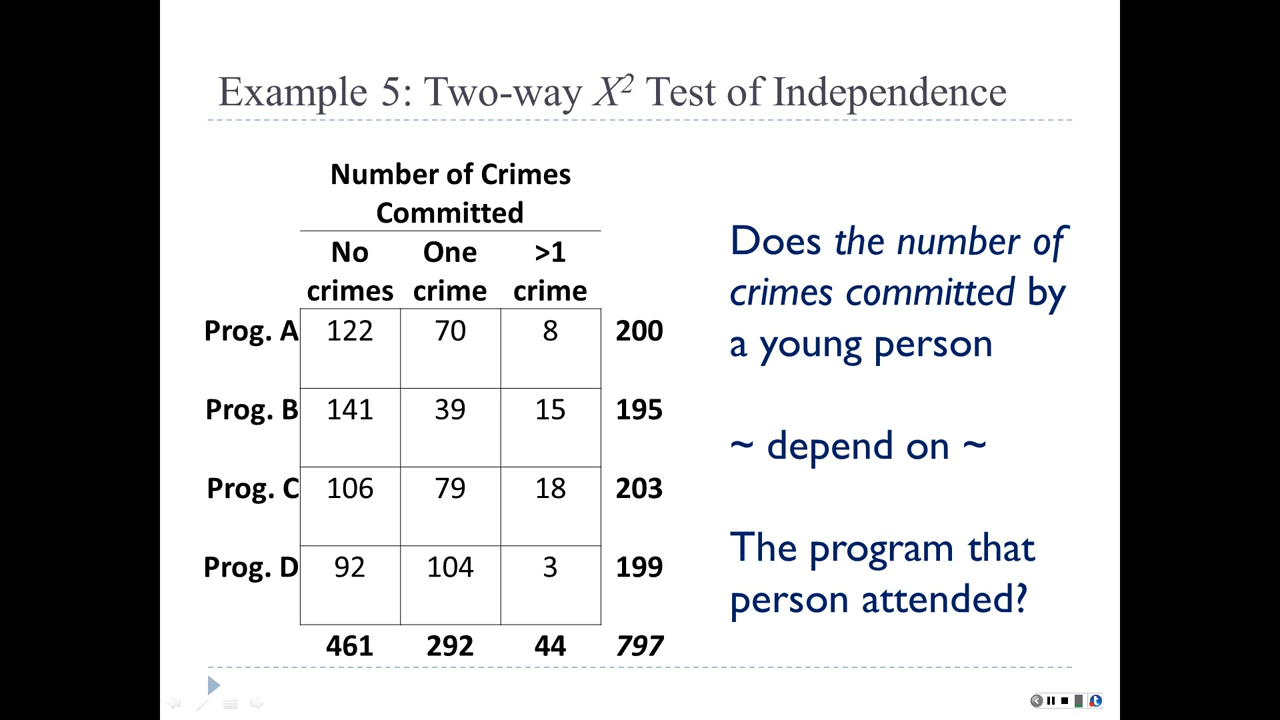 Example 5: Two-way X² Test of Independence
Number of Crimes
Committed
No One >1
crimes crime crime
Prog. A 122 70 8 200
Prog. B 141 39 15 195
Prog. C 106 79 18 203
Prog. D 92 104 3 199
461 292 44 797
Does the number of
crimes committed by
a young person
~ depend on ~
The program that
person attended?